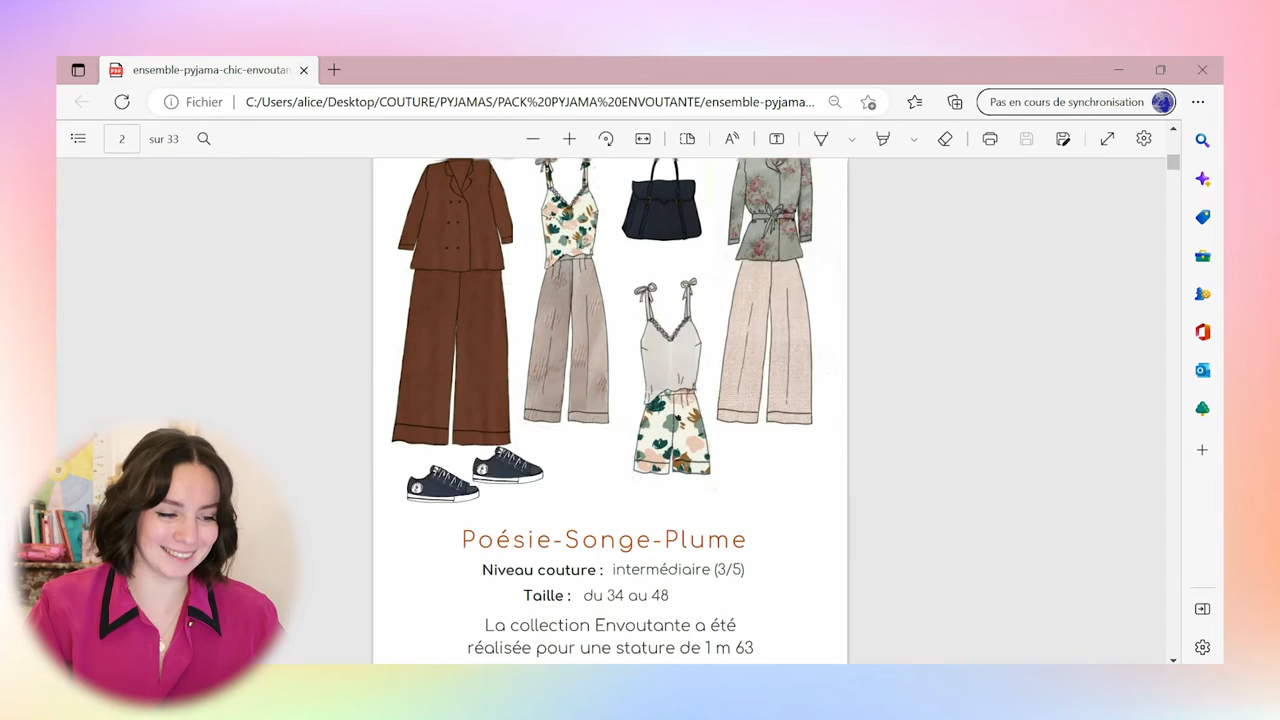 ensemble-pyjama-chic-envoutan
Fichier
C:/Users/alice/Desktop/COUTURE/PYJAMAS/PACK%20PYJAMA%20ENVOUTANTE/ensemble-pyjama...
Pas en cours de synchronisation
2 sur 33
Poésie-Songe-Plume
Niveau couture : intermédiaire (3/5)
Taille : du 34 au 48
La collection Envoutante a été
réalisée pour une stature de 1 m 63